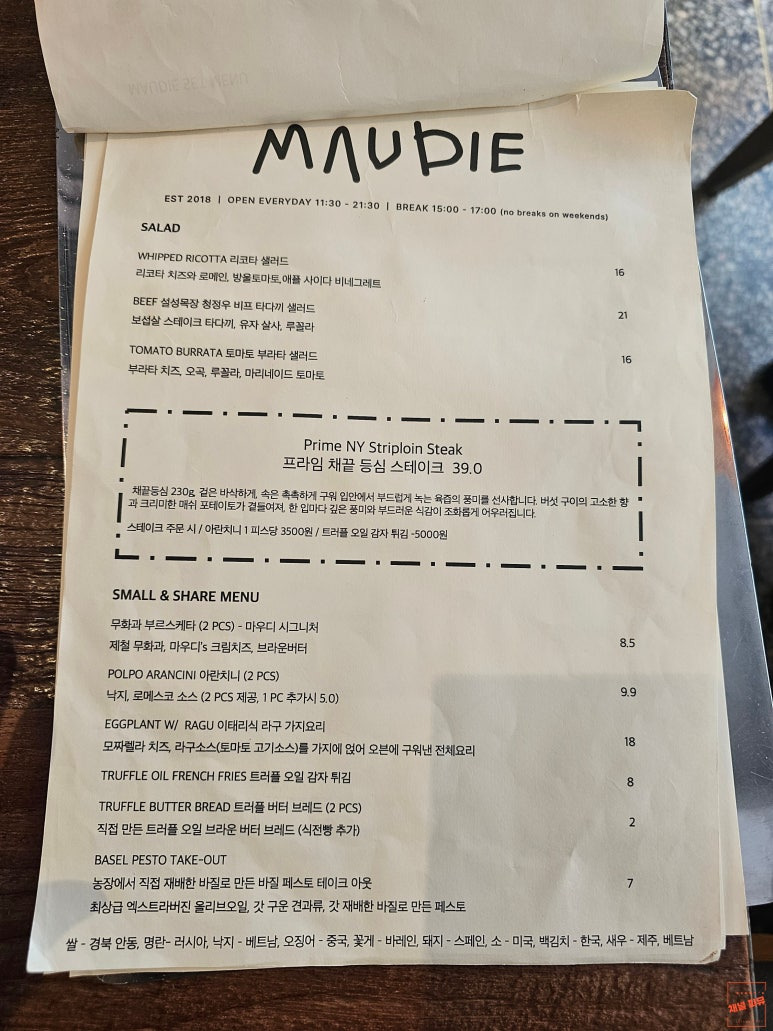 MAUDIE SET MENU
MAUDIE
EST 2018 | OPEN EVERYDAY 11:30 - 21:30 | BREAK 15:00 - 17:00 (no breaks on weekends)
SALAD
WHIPPED RICOTTA 리코타 샐러드
리코타 치즈와 로메인, 방울토마토,애플 사이다 비네그레트 16
BEEF 설성목장 청정우 비프 타다끼 샐러드
보섭살 스테이크 타다끼, 유자 살사, 루꼴라 21
TOMATO BURRATA 토마토 부라타 샐러드
부라타 치즈, 오곡, 루꼴라, 마리네이드 토마토 16
Prime NY Striploin Steak
프라임 채끝 등심 스테이크 39.0
채끝등심 230g, 겉은 바삭하게, 속은 촉촉하게 구워 입안에서 부드럽게 녹는 육즙의 풍미를 선사합니다. 버섯 구이의 고소한 향
과 크리미한 매쉬 포테이토가 곁들여져, 한 입마다 깊은 풍미와 부드러운 식감이 조화롭게 어우러집니다.
스테이크 주문 시 / 아란치니 1 피스당 3500원 / 트러플 오일 감자 튀김 -5000원
SMALL & SHARE MENU
무화과 부르스케타 (2 PCS) - 마우디 시그니처
제철 무화과, 마우디's 크림치즈, 브라운버터 8.5
POLPO ARANCINI 아란치니 (2 PCS)
낙지, 로메스코 소스 (2 PCS 제공, 1 PC 추가시 5.0) 9.9
EGGPLANT W/ RAGU 이태리식 라구 가지요리
모짜렐라 치즈, 라구소스(토마토 고기소스)를 가지에 얹어 오븐에 구워낸 전체요리 18
TRUFFLE OIL FRENCH FRIES 트러플 오일 감자 튀김 8
TRUFFLE BUTTER BREAD 트러플 버터 브레드 (2 PCS)
직접 만든 트러플 오일 브라운 버터 브레드 (식전빵 추가) 2
BASEL PESTO TAKE-OUT
농장에서 직접 재배한 바질로 만든 바질 페스토 테이크 아웃 7
최상급 엑스트라버진 올리브오일, 갓 구운 견과류, 갓 재배한 바질로 만든 페스토
쌀 - 경북 안동, 명란- 러시아, 낙지 - 베트남, 오징어 - 중국, 꽃게 - 바레인, 돼지 - 스페인, 소 - 미국, 백김치 - 한국, 새우 - 제주, 베트남